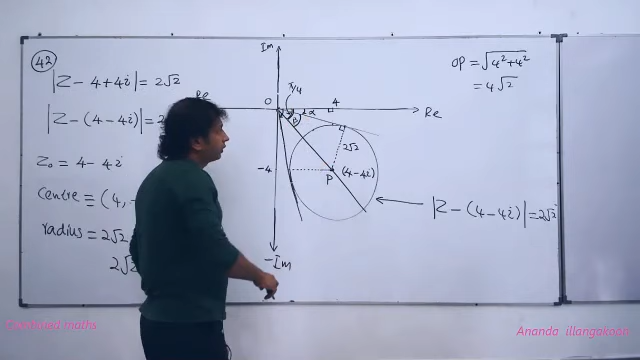 42
|Z - 4 + 4i| = 2√2
|Z - (4 - 4i)| = 2
Z₀ = 4 - 4i
Centre ≡ (4, -
radius = 2√2
2√2
Im
Re
π/4
O
4
α
Re
-4
2√2
P
(4-4i)
-Im
OP = √4²+4²
= 4√2
|Z - (4 - 4i)| = 2√2
Combined maths
Ananda illangakoon